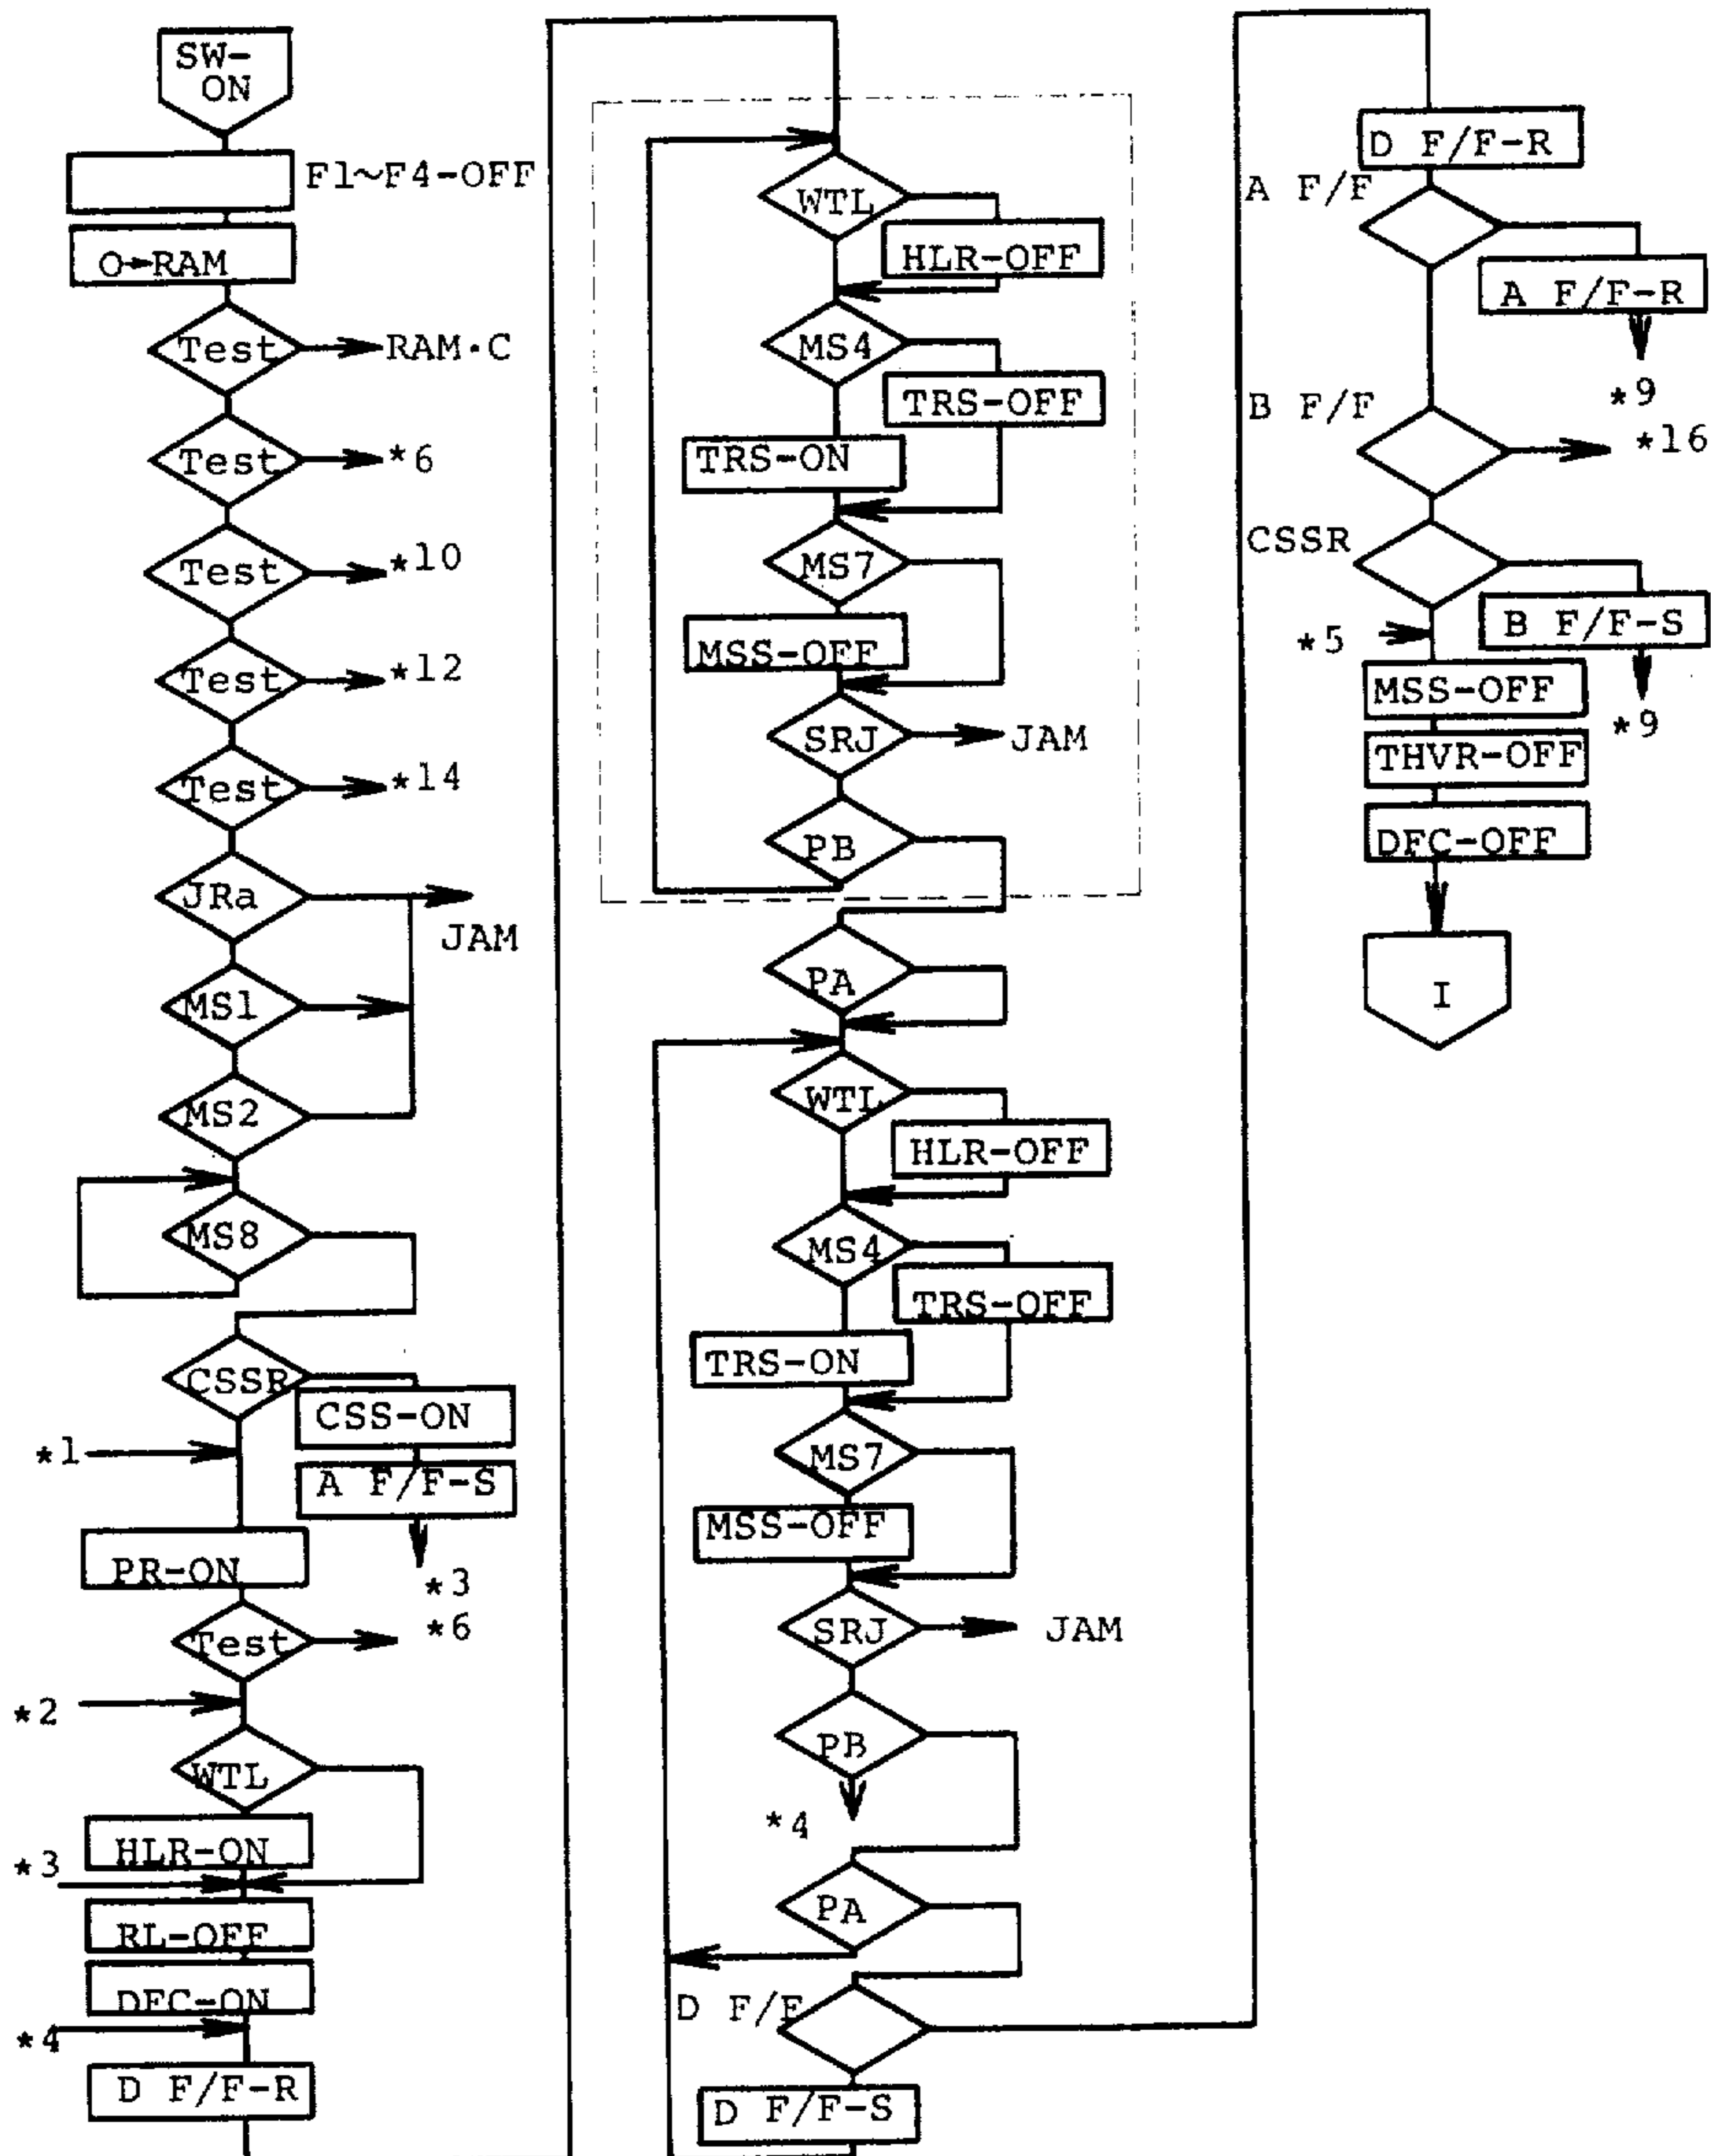 SW-
ON
F1~F4-OFF
O→RAM
Test
RAM·C
Test
*6
Test
*10
Test
*12
Test
*14
JRa
JAM
MS1
MS2
MS8
CSSR
CSS-ON
*1
A F/F-S
PR-ON
*3
Test
*6
*2
WTL
HLR-ON
*3
RL-OFF
DFC-ON
*4
D F/F-R
WTL
HLR-OFF
MS4
TRS-OFF
TRS-ON
MS7
MSS-OFF
SRJ
JAM
PB
PA
WTL
HLR-OFF
MS4
TRS-OFF
TRS-ON
MS7
MSS-OFF
SRJ
JAM
PB
*4
PA
D F/F
D F/F-S
D F/F-R
A F/F
A F/F-R
*9
B F/F
*16
CSSR
B F/F-S
*5
*9
MSS-OFF
THVR-OFF
DFC-OFF
I